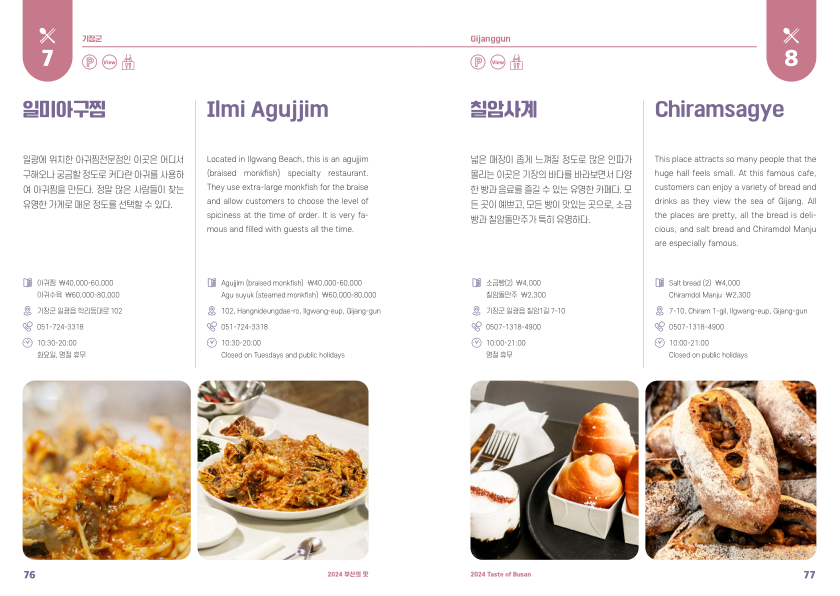 7
기장군
View
일미아구찜
일광에 위치한 아귀찜전문점인 이곳은 어디서
구해오나 궁금할 정도로 커다란 아귀를 사용하
여 아귀찜을 만든다. 정말 많은 사람들이 찾는
유명한 가게로 매운 정도를 선택할 수 있다.
아귀찜 ₩40,000-60,000
아귀수육 ₩60,000-80,000
기장군 일광읍 학리등대로 102
051-724-3318
10:30-20:00
화요일, 명절 휴무
Ilmi Agujjim
Located in Ilgwang Beach, this is an agujjim
(braised monkfish) specialty restaurant.
They use extra-large monkfish for the braise
and allow customers to choose the level of
spiciness at the time of order. It is very fa-
mous and filled with guests all the time.
Agujjim (braised monkfish) ₩40,000-60,000
Agu suyuk (steamed monkfish) ₩60,000-80,000
102, Hangnideungdae-ro, Ilgwang-eup, Gijang-gun
051-724-3318
10:30-20:00
Closed on Tuesdays and public holidays
76
2024 부산의 맛
Gijanggun
8
View
칠암사계
넓은 매장이 좁게 느껴질 정도로 많은 인파가
몰리는 이곳은 기장의 바다를 바라보면서 다양
한 빵과 음료를 즐길 수 있는 유명한 카페다. 모
든 곳이 예쁘고, 모든 빵이 맛있는 곳으로, 소금
빵과 칠암돌만주가 특히 유명하다.
소금빵(2) ₩4,000
칠암돌만주 ₩2,300
기장군 일광읍 칠암1길 7-10
0507-1318-4900
10:00-21:00
명절 휴무
Chiramsagye
This place attracts so many people that the
huge hall feels small. At this famous cafe,
customers can enjoy a variety of bread and
drinks as they view the sea of Gijang. All
the places are pretty, all the bread is deli-
cious, and salt bread and Chiramdol Manju
are especially famous.
Salt bread (2) ₩4,000
Chiramdol Manju ₩2,300
7-10, Chiram 1-gil, Ilgwang-eup, Gijang-gun
0507-1318-4900
10:00-21:00
Closed on public holidays
2024 Taste of Busan
77